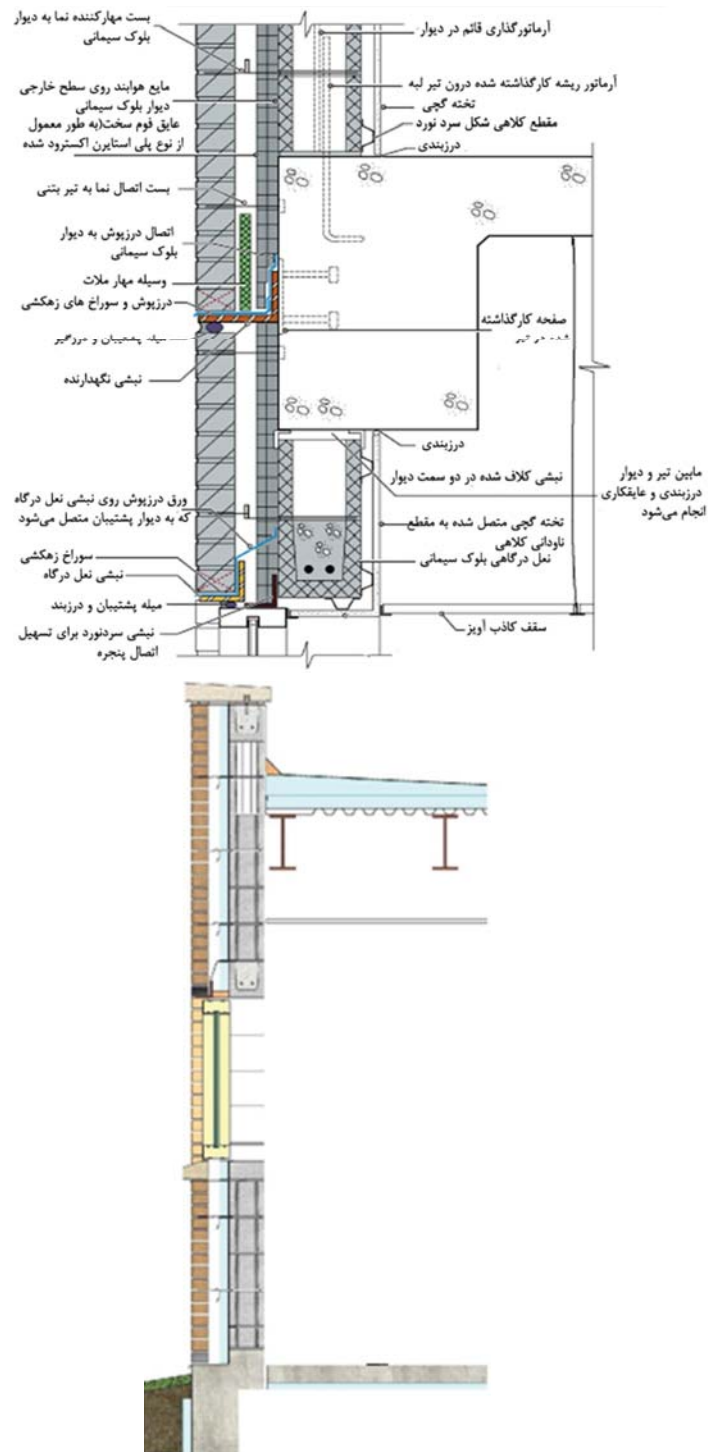 بست مهارکننده نما به دیوار
بلوک سیمانی
مایع هوابند روی سطح خارجی
دیوار بلوک سیمانی
عایق فوم سخت(به طور معمول
از نوع پلی استایرن اکسترود شده
بست اتصال نما به تیر بتنی
اتصال درزپوش به دیوار
بلوک سیمانی
وسیله مهار ملات
درزپوش و سوراخ های زهکشی
میله پشتیبان و درزگیر
نبشی نگهدارنده
ورق درزپوش روی نبشی نعل درگاه
که به دیوار پشتیبان متصل می‌شود
سوراخ زهکشی
نبشی نعل درگاه
میله پشتیبان و درزبند
نبشی سردنورد برای تسهیل
اتصال پنجره
آرماتورگذاری قائم در دیوار
آرماتور ریشه کارگذاشته شده درون تیر لبه
تخته گچی
مقطع کلاهی شکل سرد نورد
درزبندی
صفحه کارگذاشته
شده در تیر
درزبندی
نبشی کلاف شده در دو سمت دیوار
مابین تیر و دیوار
درزبندی و عایقکاری
انجام می‌شود
تخته گچی متصل شده به مقطع
ناودانی کلاهی
نعل درگاهی بلوک سیمانی
سقف کاذب آویز